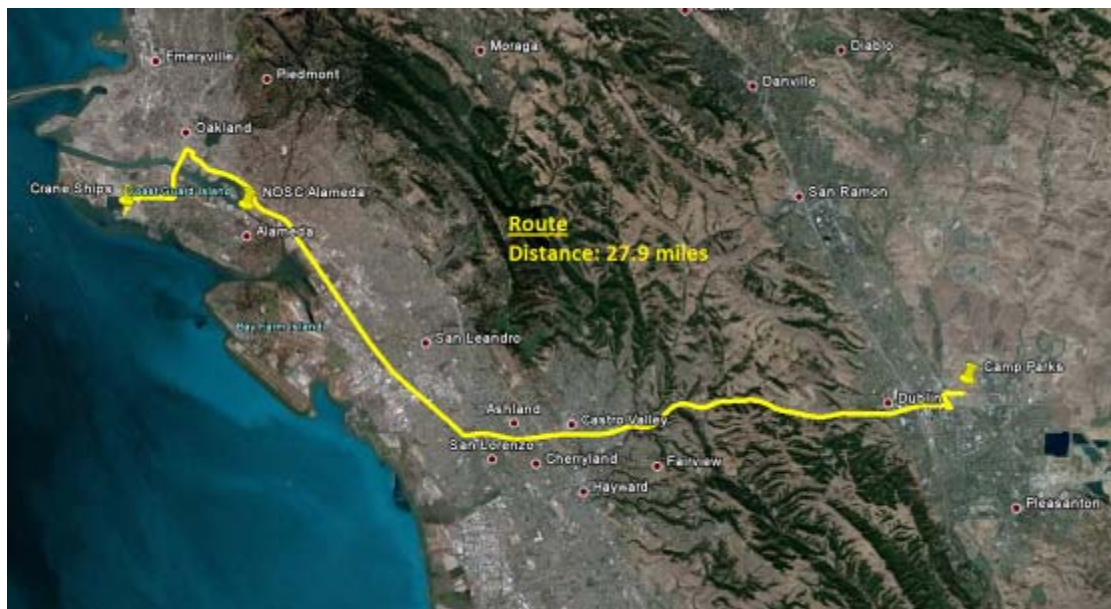 Emeryville
Moraga
Diablo
Piedmont
Danville
Oakland
Crane Ships
Coast Guard Island
NOSC Alameda
San Ramon
Alameda
Route
Distance: 27.9 miles
Bay Farm Island
San Leandro
Camp Parks
Dublin
Ashland
Castro Valley
San Lorenzo
Cherryland
Fairview
Hayward
Pleasanton